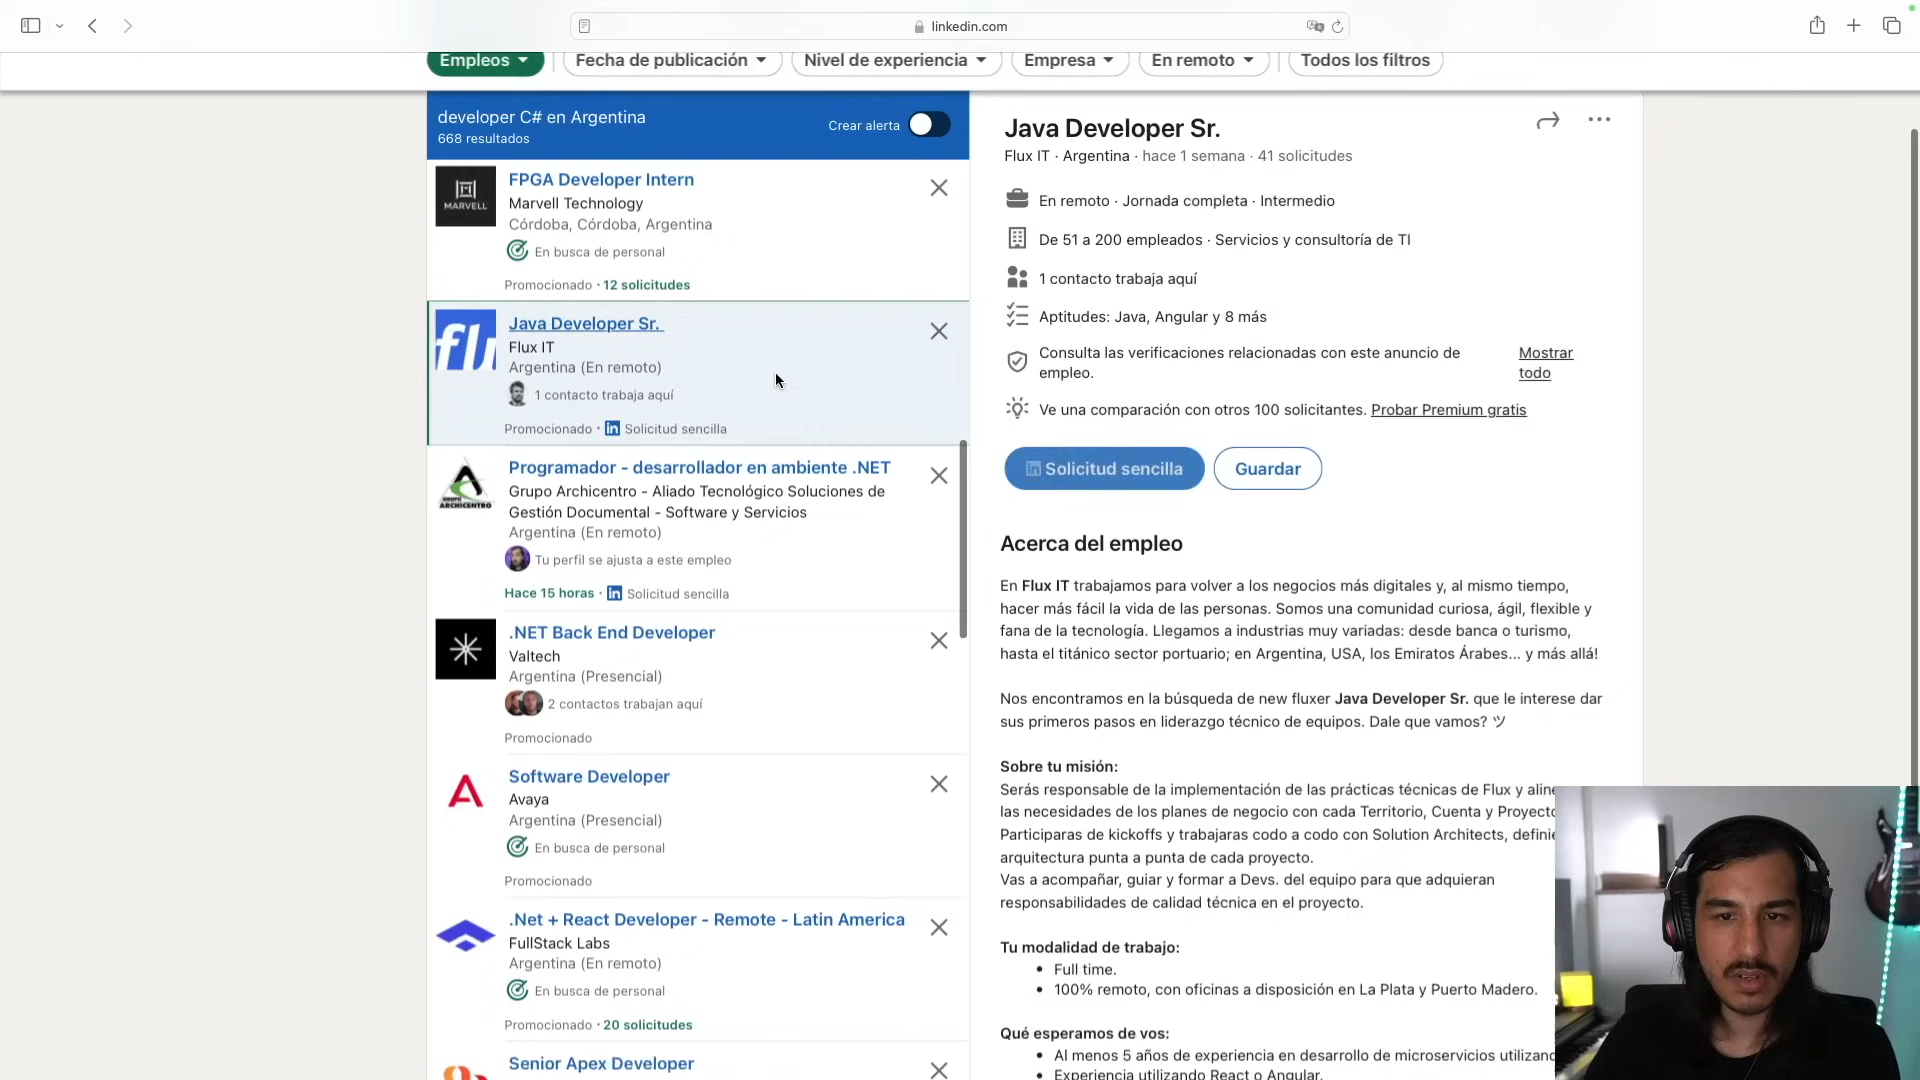 linkedin.com
Empleos
Fecha de publicación
Nivel de experiencia
Empresa
En remoto
Todos los filtros
developer C# en Argentina
668 resultados
Crear alerta
MARVELL
FPGA Developer Intern
Marvell Technology
Córdoba, Córdoba, Argentina
En busca de personal
Promocionado · 12 solicitudes
Java Developer Sr.
Flux IT
Argentina (En remoto)
1 contacto trabaja aquí
Promocionado · in Solicitud sencilla
GRUPO
ARCHICENTRO
Programador - desarrollador en ambiente .NET
Grupo Archicentro - Aliado Tecnológico Soluciones de
Gestión Documental - Software y Servicios
Argentina (En remoto)
Tu perfil se ajusta a este empleo
Hace 15 horas · in Solicitud sencilla
.NET Back End Developer
Valtech
Argentina (Presencial)
2 contactos trabajan aquí
Promocionado
Software Developer
Avaya
Argentina (Presencial)
En busca de personal
Promocionado
.Net + React Developer - Remote - Latin America
FullStack Labs
Argentina (En remoto)
En busca de personal
Promocionado · 20 solicitudes
Senior Apex Developer
Java Developer Sr.
Flux IT · Argentina · hace 1 semana · 41 solicitudes
En remoto · Jornada completa · Intermedio
De 51 a 200 empleados · Servicios y consultoría de TI
1 contacto trabaja aquí
Aptitudes: Java, Angular y 8 más
Consulta las verificaciones relacionadas con este anuncio de
empleo.
Mostrar
todo
Ve una comparación con otros 100 solicitantes. Probar Premium gratis
in Solicitud sencilla
Guardar
Acerca del empleo
En Flux IT trabajamos para volver a los negocios más digitales y, al mismo tiempo,
hacer más fácil la vida de las personas. Somos una comunidad curiosa, ágil, flexible y
fana de la tecnología. Llegamos a industrias muy variadas: desde banca o turismo,
hasta el titánico sector portuario; en Argentina, USA, los Emiratos Árabes... y más allá!
Nos encontramos en la búsqueda de new fluxer Java Developer Sr. que le interese dar
sus primeros pasos en liderazgo técnico de equipos. Dale que vamos? ツ
Sobre tu misión:
Serás responsable de la implementación de las prácticas técnicas de Flux y aline
las necesidades de los planes de negocio con cada Territorio, Cuenta y Proyecto
Participaras de kickoffs y trabajaras codo a codo con Solution Architects, definie
arquitectura punta a punta de cada proyecto.
Vas a acompañar, guiar y formar a Devs. del equipo para que adquieran
responsabilidades de calidad técnica en el proyecto.
Tu modalidad de trabajo:
• Full time.
• 100% remoto, con oficinas a disposición en La Plata y Puerto Madero.
Qué esperamos de vos:
• Al menos 5 años de experiencia en desarrollo de microservicios utilizand
• Experiencia utilizando React o Angular.